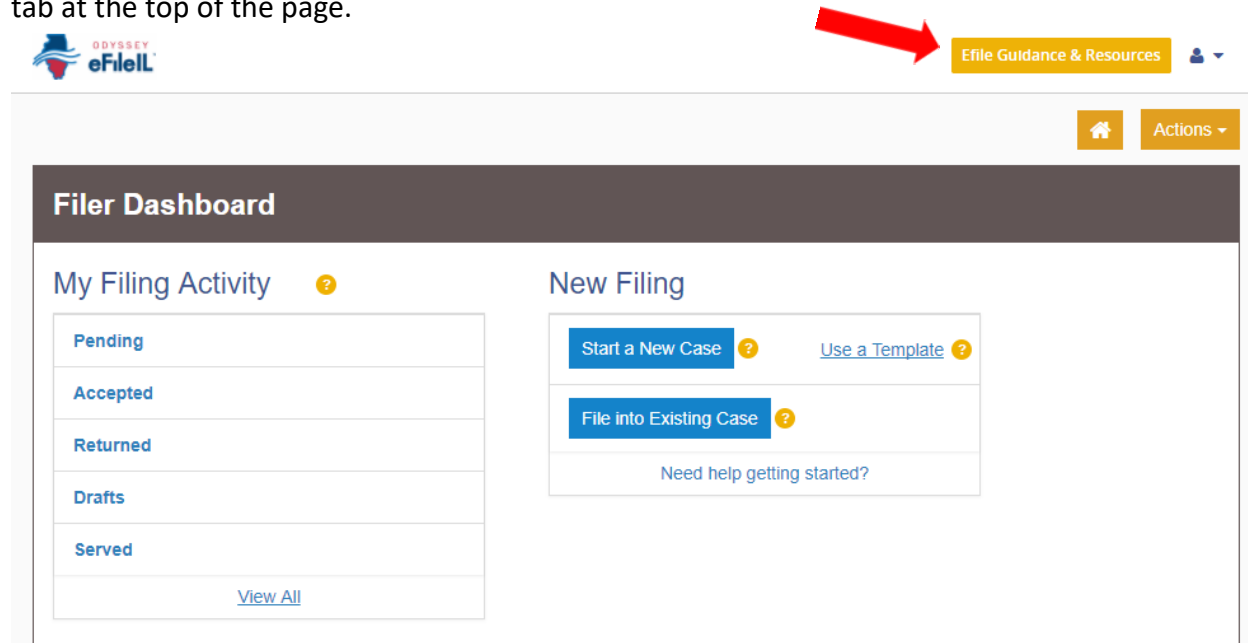 tab at the top of the page.
ODYSSEY
eFileIL
Efile Guidance & Resources
Actions
Filer Dashboard
My Filing Activity ?
New Filing
Pending
Start a New Case ? Use a Template ?
Accepted
File into Existing Case ?
Returned
Need help getting started?
Drafts
Served
View All